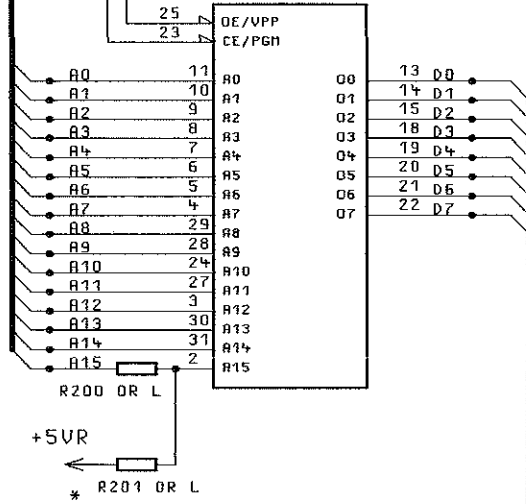 25 OE/VPP
23 CE/PGM
A0 11 A0 O0 13 D0
A1 10 A1 O1 14 D1
A2 9 A2 O2 15 D2
A3 8 A3 O3 18 D3
A4 7 A4 O4 19 D4
A5 6 A5 O5 20 D5
A6 5 A6 O6 21 D6
A7 4 A7 O7 22 D7
A8 29 A8
A9 28 A9
A10 24 A10
A11 27 A11
A12 3 A12
A13 30 A13
A14 31 A14
A15 2 A15
R200 0R L
+5VR
* R201 0R L